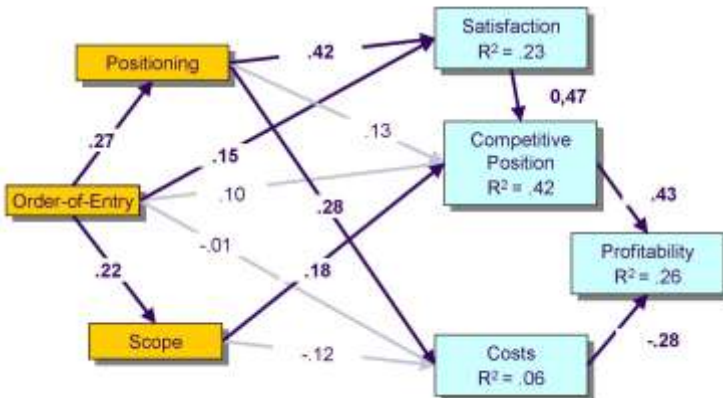 Satisfaction
R² = .23
.42
Positioning
0,47
.13
Competitive
Position
R² = .42
.27
.15
.10
.43
Order-of-Entry
.28
-.01
Profitability
R² = .26
.22
.18
Scope
-.12
Costs
R² = .06
-.28